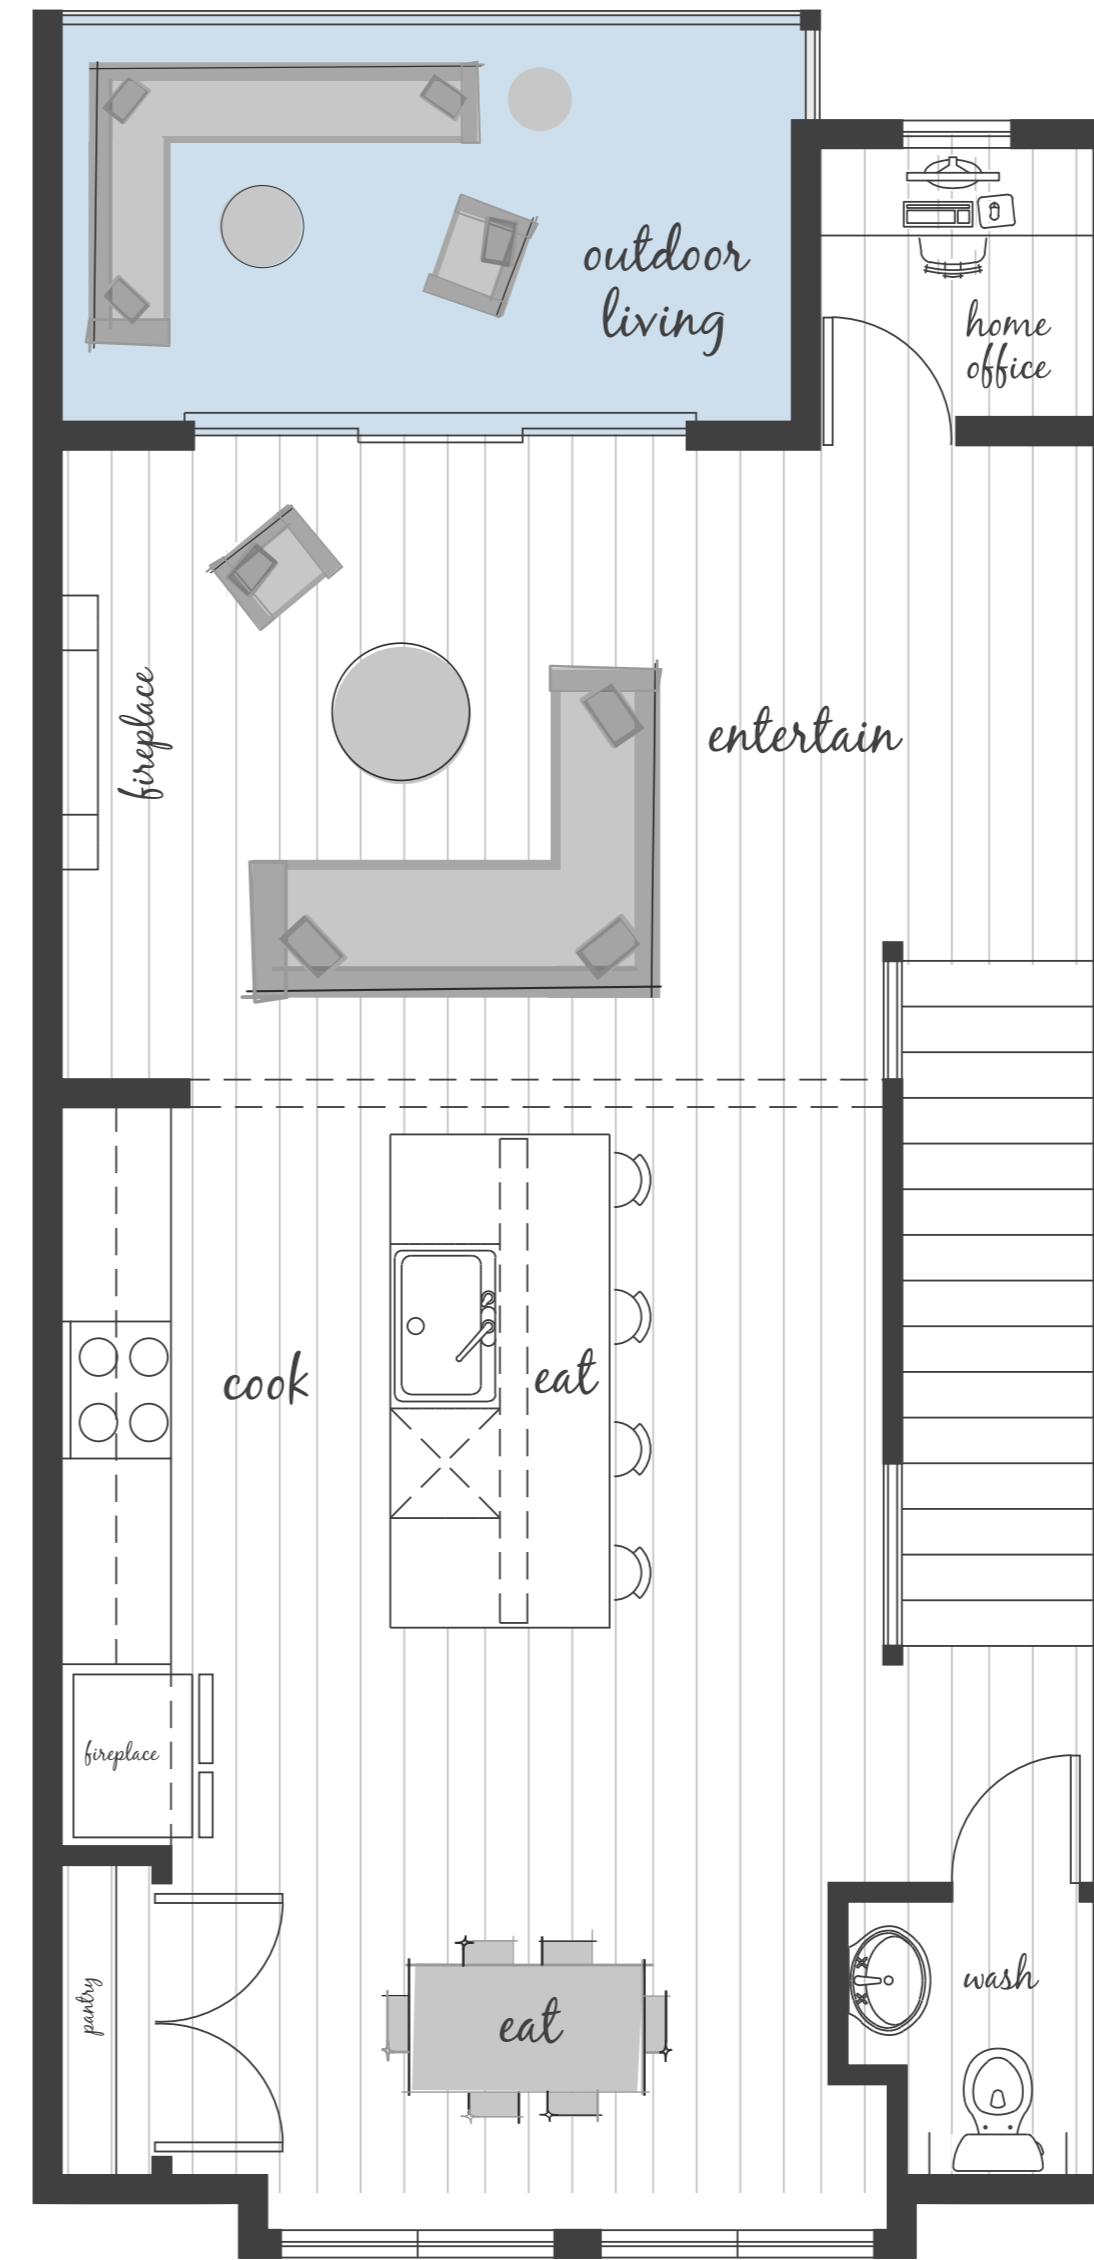 outdoor
living
home
office
fireplace
entertain
cook
eat
fireplace
pantry
eat
wash